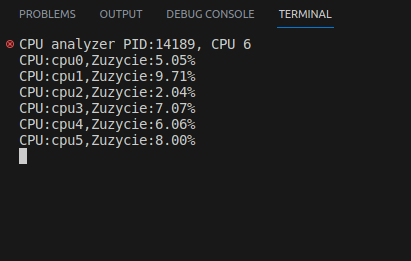 PROBLEMS OUTPUT DEBUG CONSOLE TERMINAL
CPU analyzer PID:14189, CPU 6
CPU:cpu0,Zuzycie:5.05%
CPU:cpu1,Zuzycie:9.71%
CPU:cpu2,Zuzycie:2.04%
CPU:cpu3,Zuzycie:7.07%
CPU:cpu4,Zuzycie:6.06%
CPU:cpu5,Zuzycie:8.00%